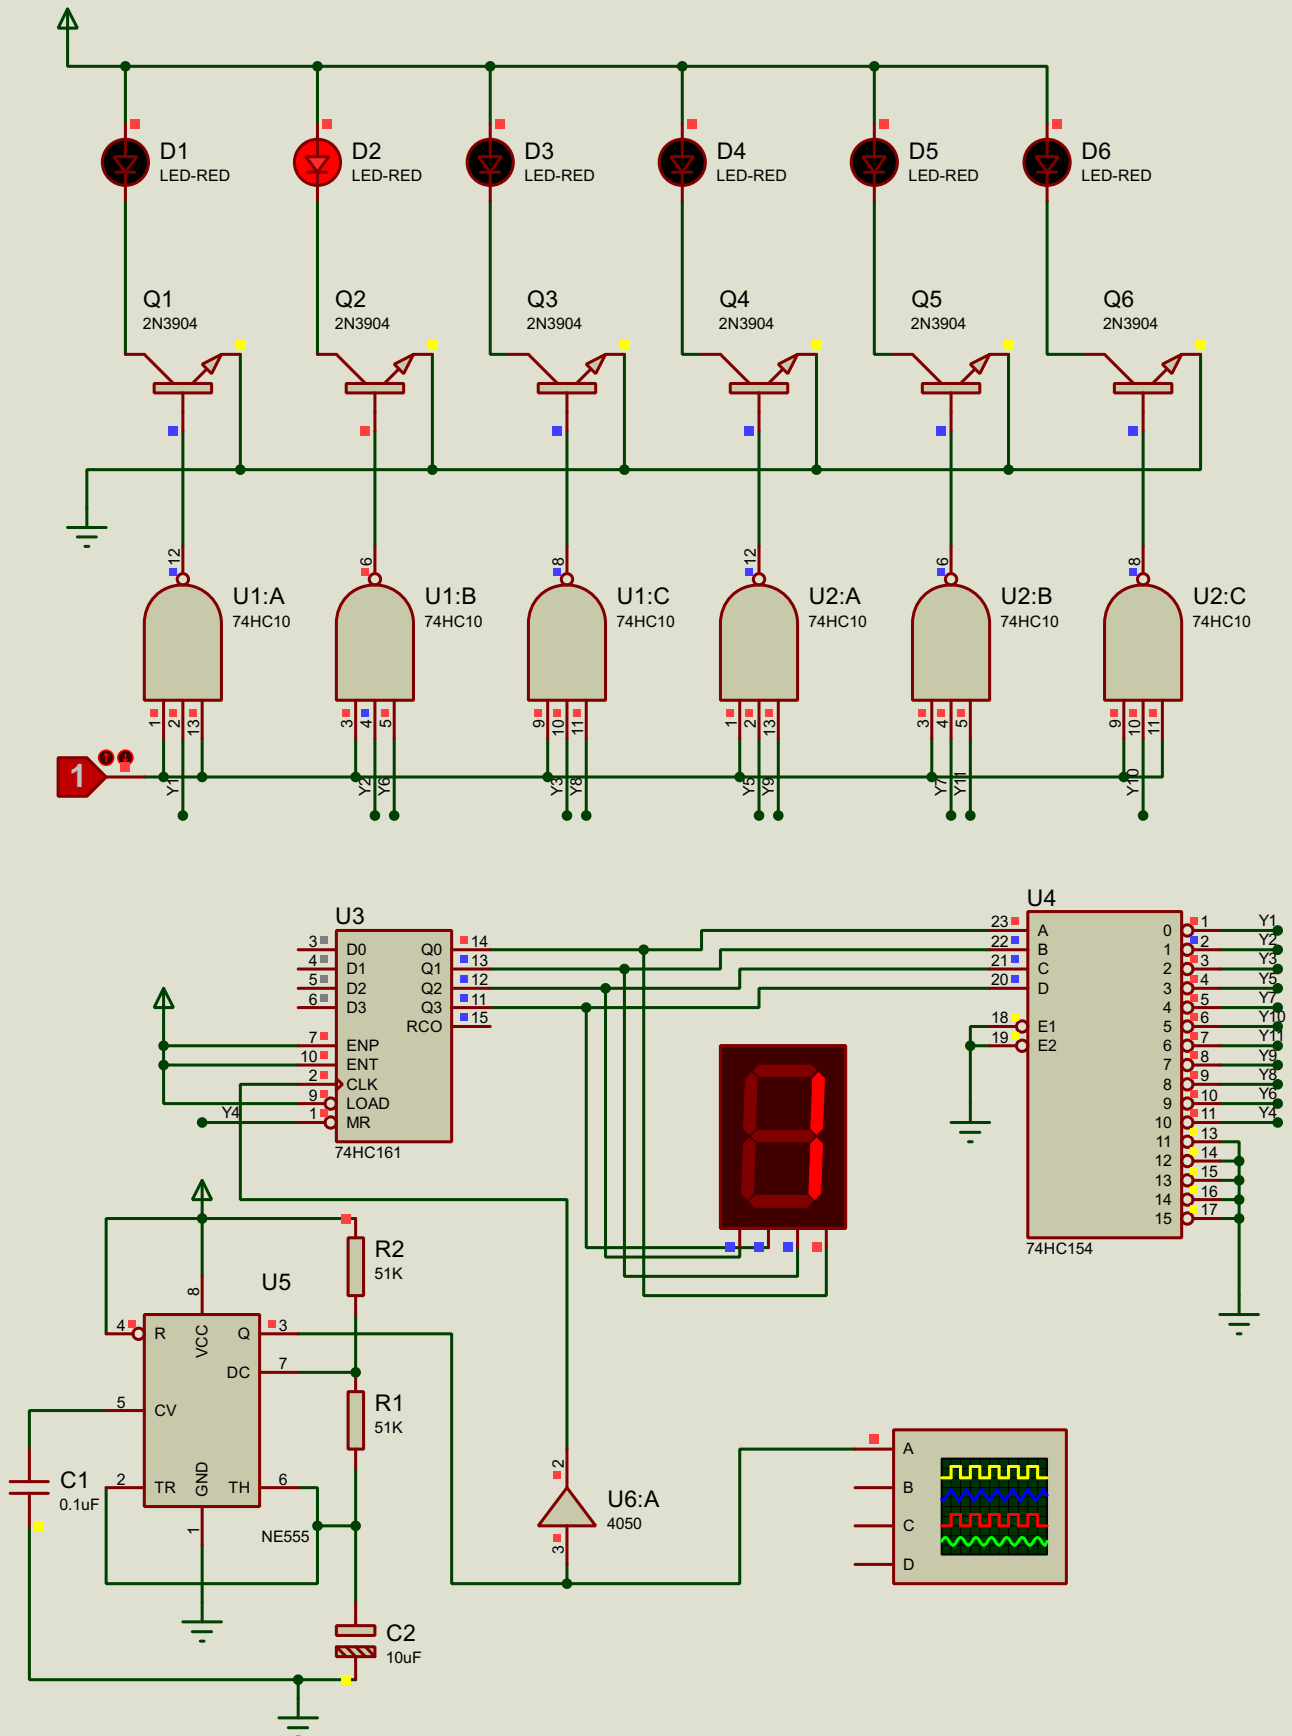 D1
LED-RED
D2
LED-RED
D3
LED-RED
D4
LED-RED
D5
LED-RED
D6
LED-RED
Q1
2N3904
Q2
2N3904
Q3
2N3904
Q4
2N3904
Q5
2N3904
Q6
2N3904
12
6
8
12
6
8
U1:A
74HC10
U1:B
74HC10
U1:C
74HC10
U2:A
74HC10
U2:B
74HC10
U2:C
74HC10
1 2 13
3 4 5
9 10 11
1 2 13
3 4 5
9 10 11
1
Y1
Y2 Y6
Y3 Y8
Y5 Y9
Y7 Y11
Y10
U3
3 D0 Q0 14
4 D1 Q1 13
5 D2 Q2 12
6 D3 Q3 11
RCO 15
7 ENP
10 ENT
2 CLK
9 LOAD
Y4 1 MR
74HC161
U4
23 A 0 1 Y1
22 B 1 2 Y2
21 C 2 3 Y3
20 D 3 4 Y5
4 5 Y7
18 E1 5 6 Y10
19 E2 6 7 Y11
7 8 Y9
8 9 Y8
9 10 Y6
10 11 Y4
11 13
12 14
13 15
14 16
15 17
74HC154
1
R2
51K
U5
8
4 R VCC Q 3
DC 7
5 CV
R1
51K
2 TR GND TH 6
1
NE555
C1
0.1uF
C2
10uF
2
U6:A
4050
3
A
B
C
D